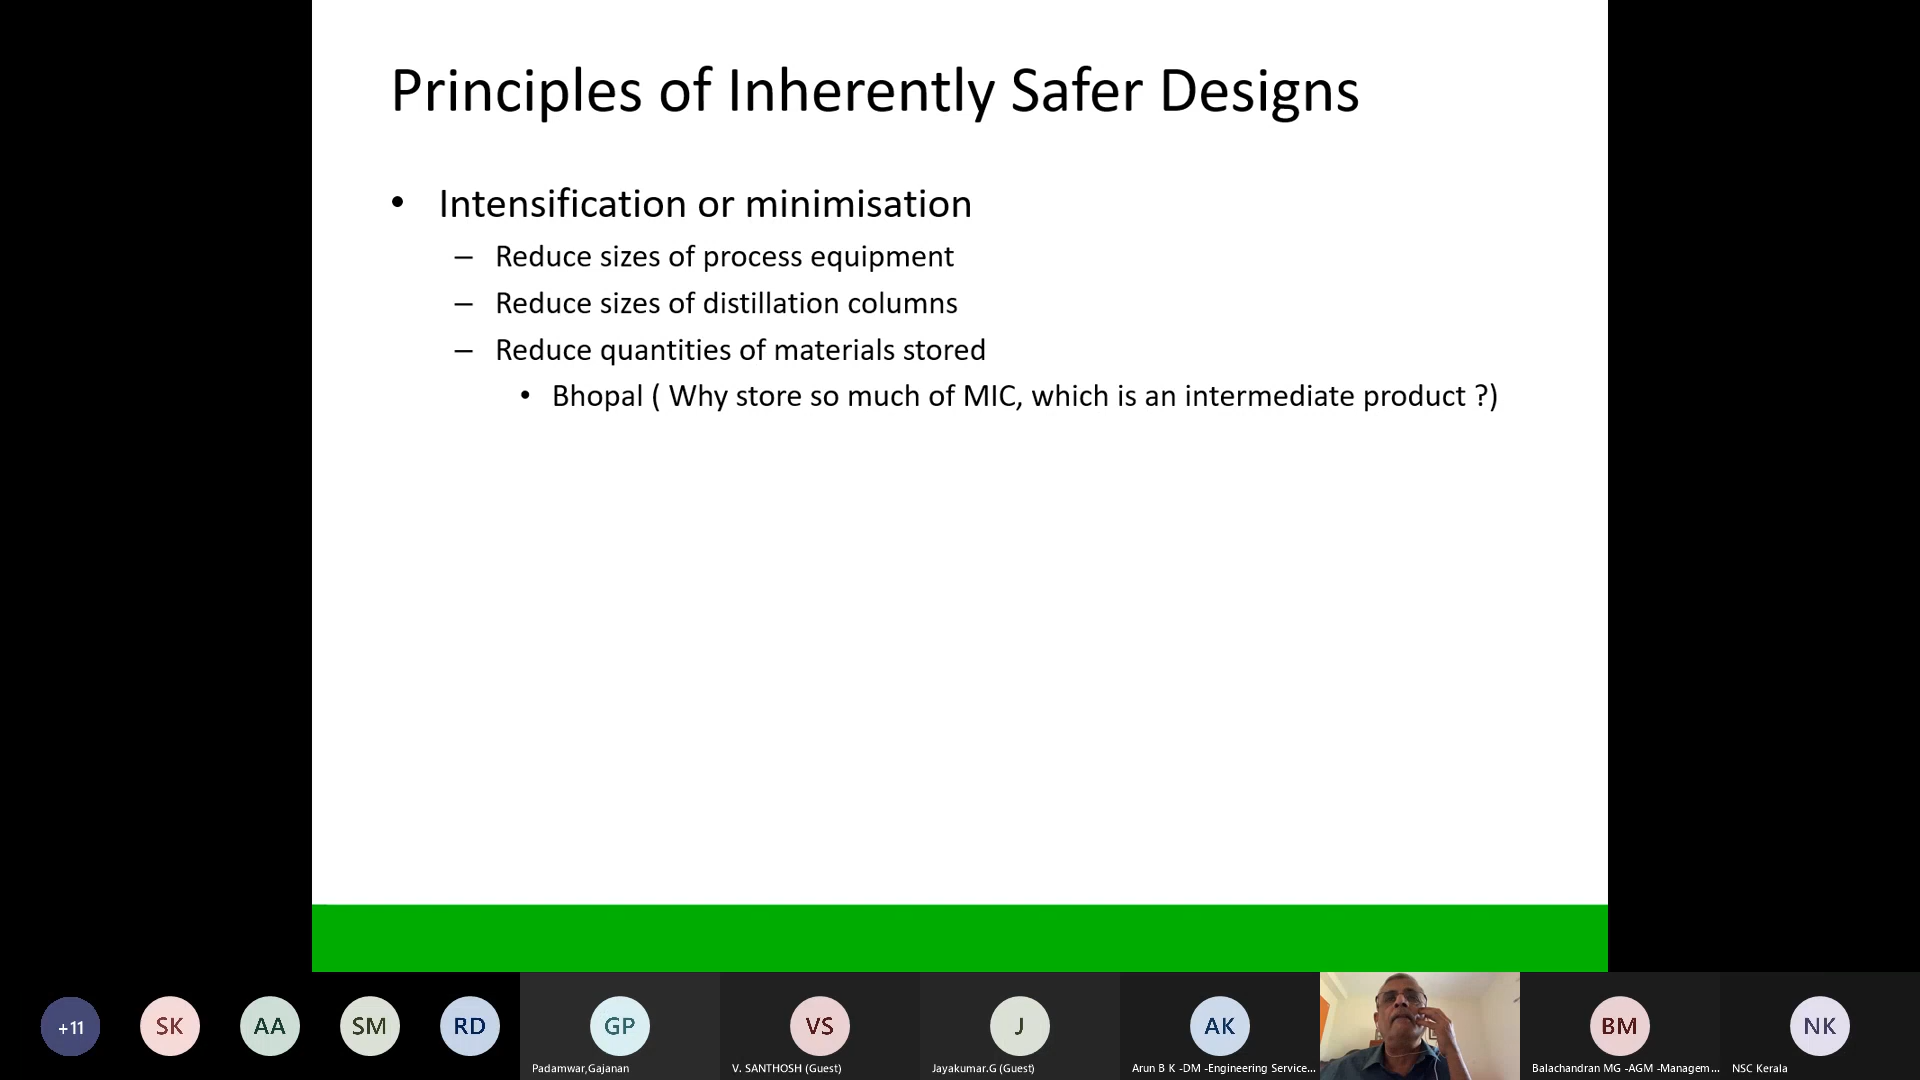 Principles of Inherently Safer Designs
• Intensification or minimisation
– Reduce sizes of process equipment
– Reduce sizes of distillation columns
– Reduce quantities of materials stored
• Bhopal ( Why store so much of MIC, which is an intermediate product ?)
+11
SK
AA
SM
RD
GP
VS
J
AK
BM
NK
Padamwar,Gajanan
V. SANTHOSH (Guest)
Jayakumar.G (Guest)
Arun B K -DM -Engineering Service...
Balachandran MG -AGM -Managem...
NSC Kerala